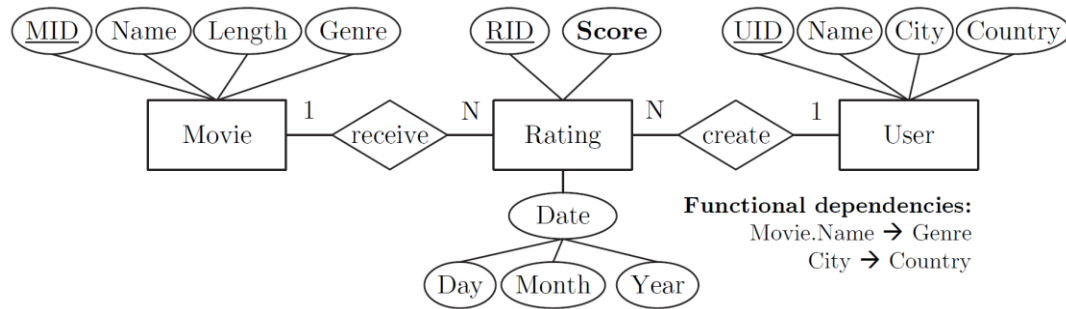 MID Name Length Genre RID Score UID Name City Country
Movie 1 receive N Rating N create 1 User
Date
Day Month Year
Functional dependencies:
Movie.Name → Genre
City → Country